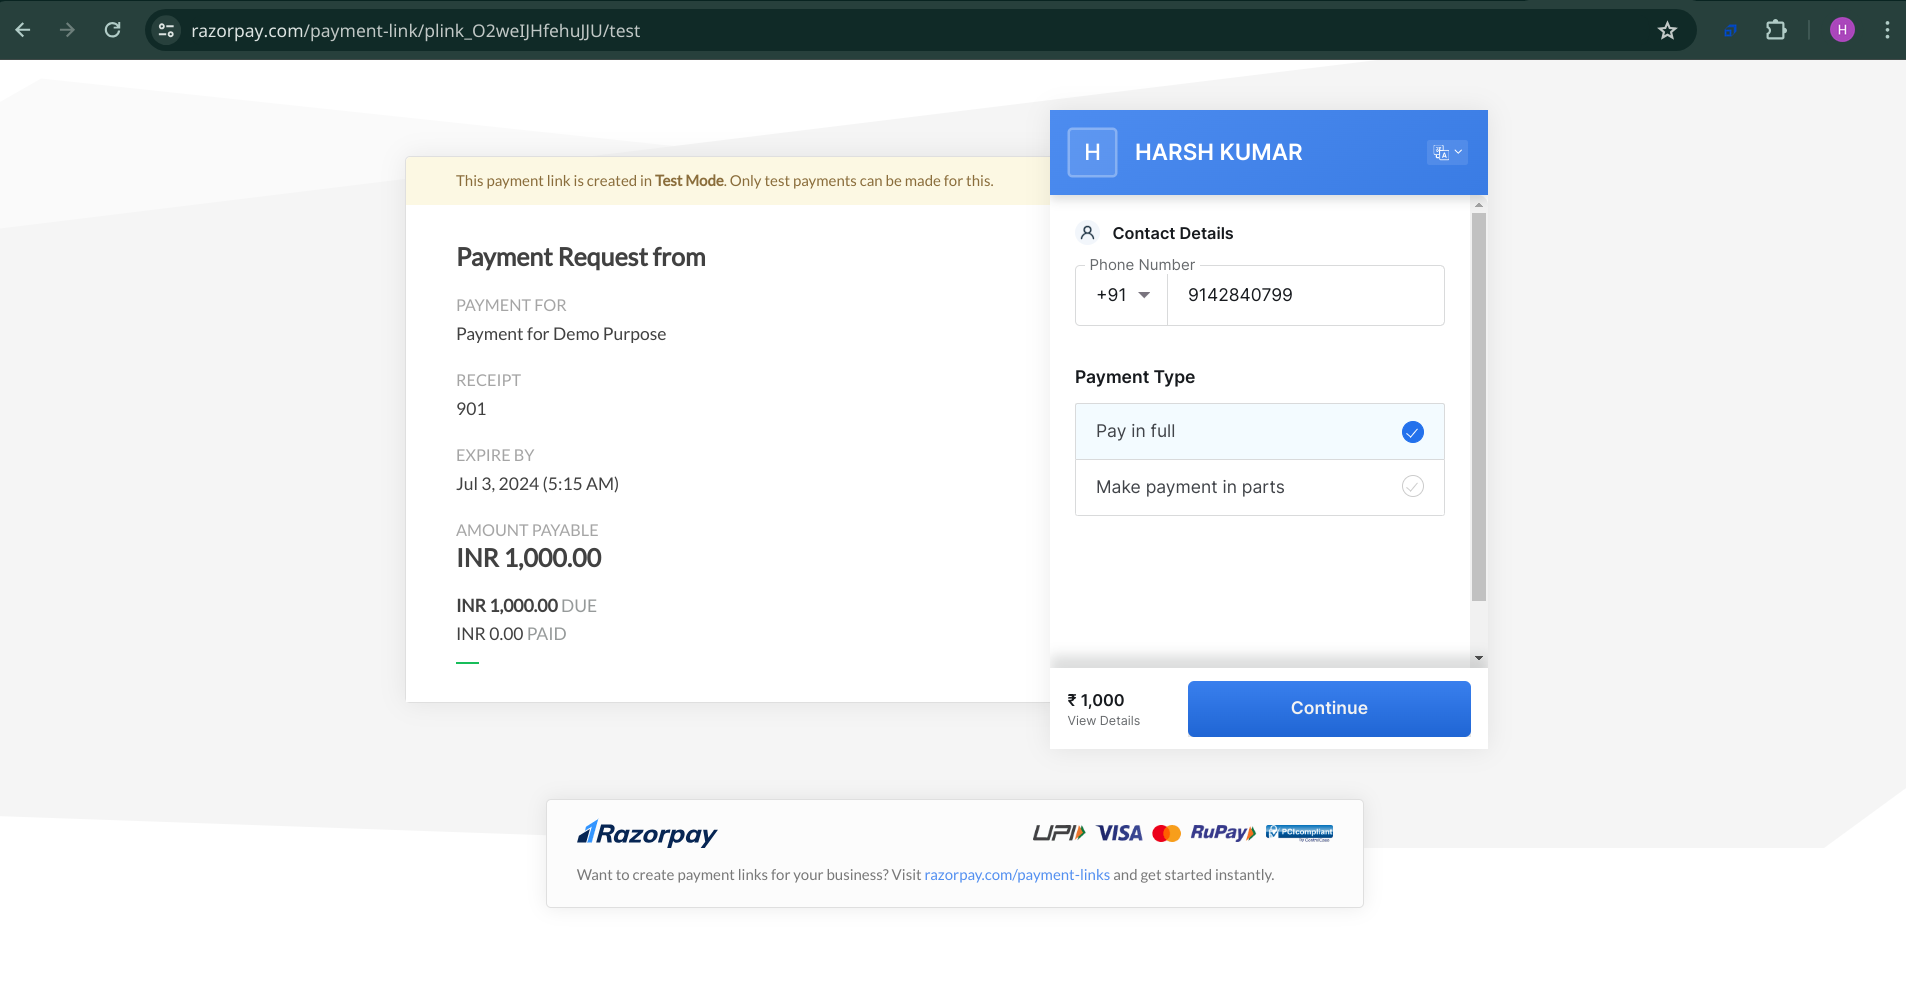 razorpay.com/payment-link/plink_O2weIJHfehuJJU/test
H
This payment link is created in Test Mode. Only test payments can be made for this.
Payment Request from
PAYMENT FOR
Payment for Demo Purpose
RECEIPT
901
EXPIRE BY
Jul 3, 2024 (5:15 AM)
AMOUNT PAYABLE
INR 1,000.00
INR 1,000.00 DUE
INR 0.00 PAID
H
HARSH KUMAR
Contact Details
Phone Number
+91
9142840799
Payment Type
Pay in full
Make payment in parts
₹ 1,000
View Details
Continue
Razorpay
UPI VISA RuPay PCI compliant
Want to create payment links for your business? Visit razorpay.com/payment-links and get started instantly.